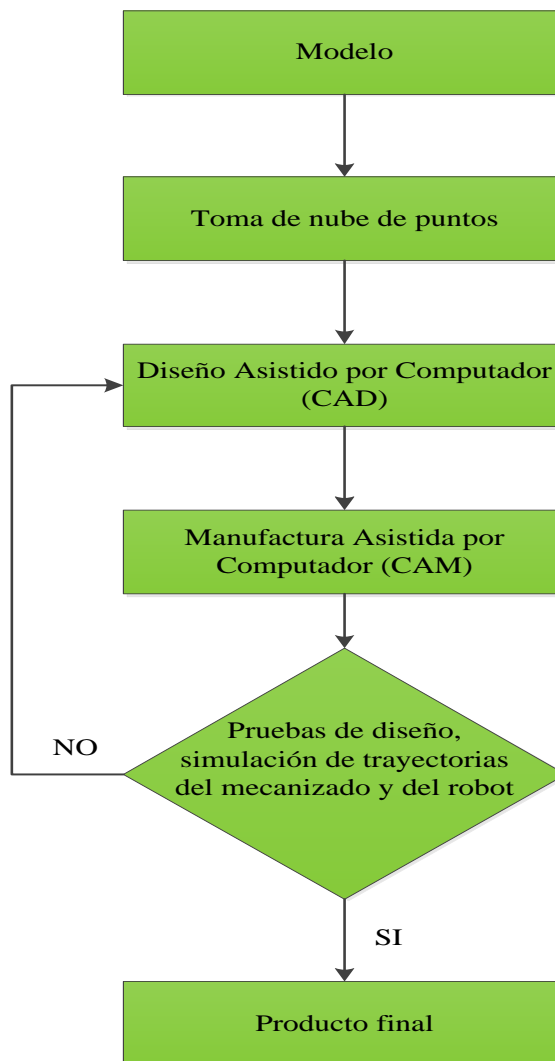 Modelo
Toma de nube de puntos
Diseño Asistido por Computador
(CAD)
Manufactura Asistida por
Computador (CAM)
Pruebas de diseño,
simulación de trayectorias
del mecanizado y del robot
NO
SI
Producto final